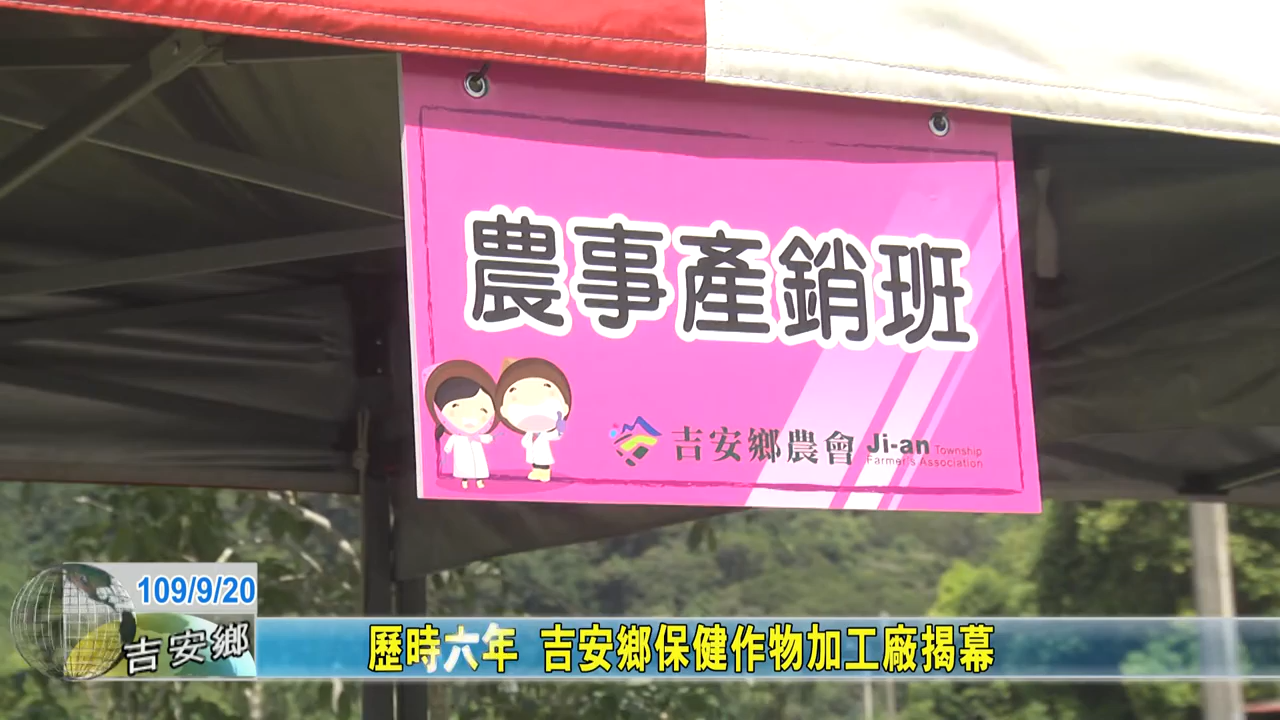 農事產銷班
吉安鄉農會 Ji-an Township
Farmer's Association
109/9/20
吉安鄉
歷時六年 吉安鄉保健作物加工廠揭幕